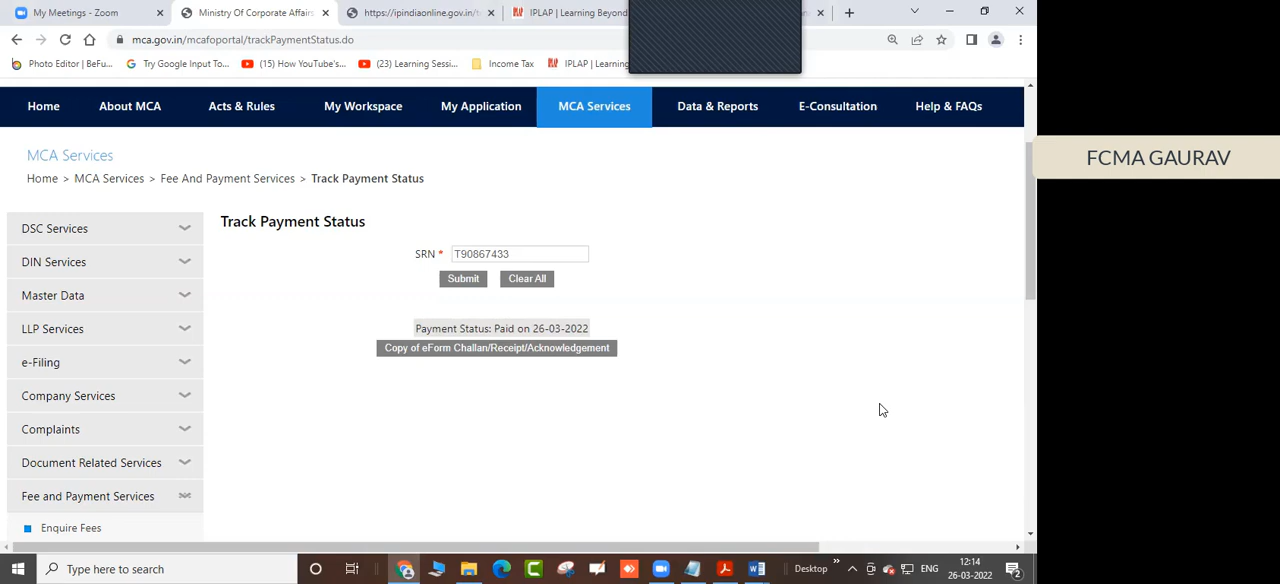 My Meetings - Zoom
Ministry Of Corporate Affairs
https://ipindiaonline.gov.in/t
IPLAP | Learning Beyond
mca.gov.in/mcafoportal/trackPaymentStatus.do
Photo Editor | BeFu...
Try Google Input To...
(15) How YouTube's...
(23) Learning Sessi...
Income Tax
IPLAP | Learning
Home
About MCA
Acts & Rules
My Workspace
My Application
MCA Services
Data & Reports
E-Consultation
Help & FAQs
FCMA GAURAV
MCA Services
Home > MCA Services > Fee And Payment Services > Track Payment Status
DSC Services
DIN Services
Master Data
LLP Services
e-Filing
Company Services
Complaints
Document Related Services
Fee and Payment Services
Enquire Fees
Track Payment Status
SRN * T90867433
Submit
Clear All
Payment Status: Paid on 26-03-2022
Copy of eForm Challan/Receipt/Acknowledgement
Type here to search
Desktop
ENG
12:14
26-03-2022
2